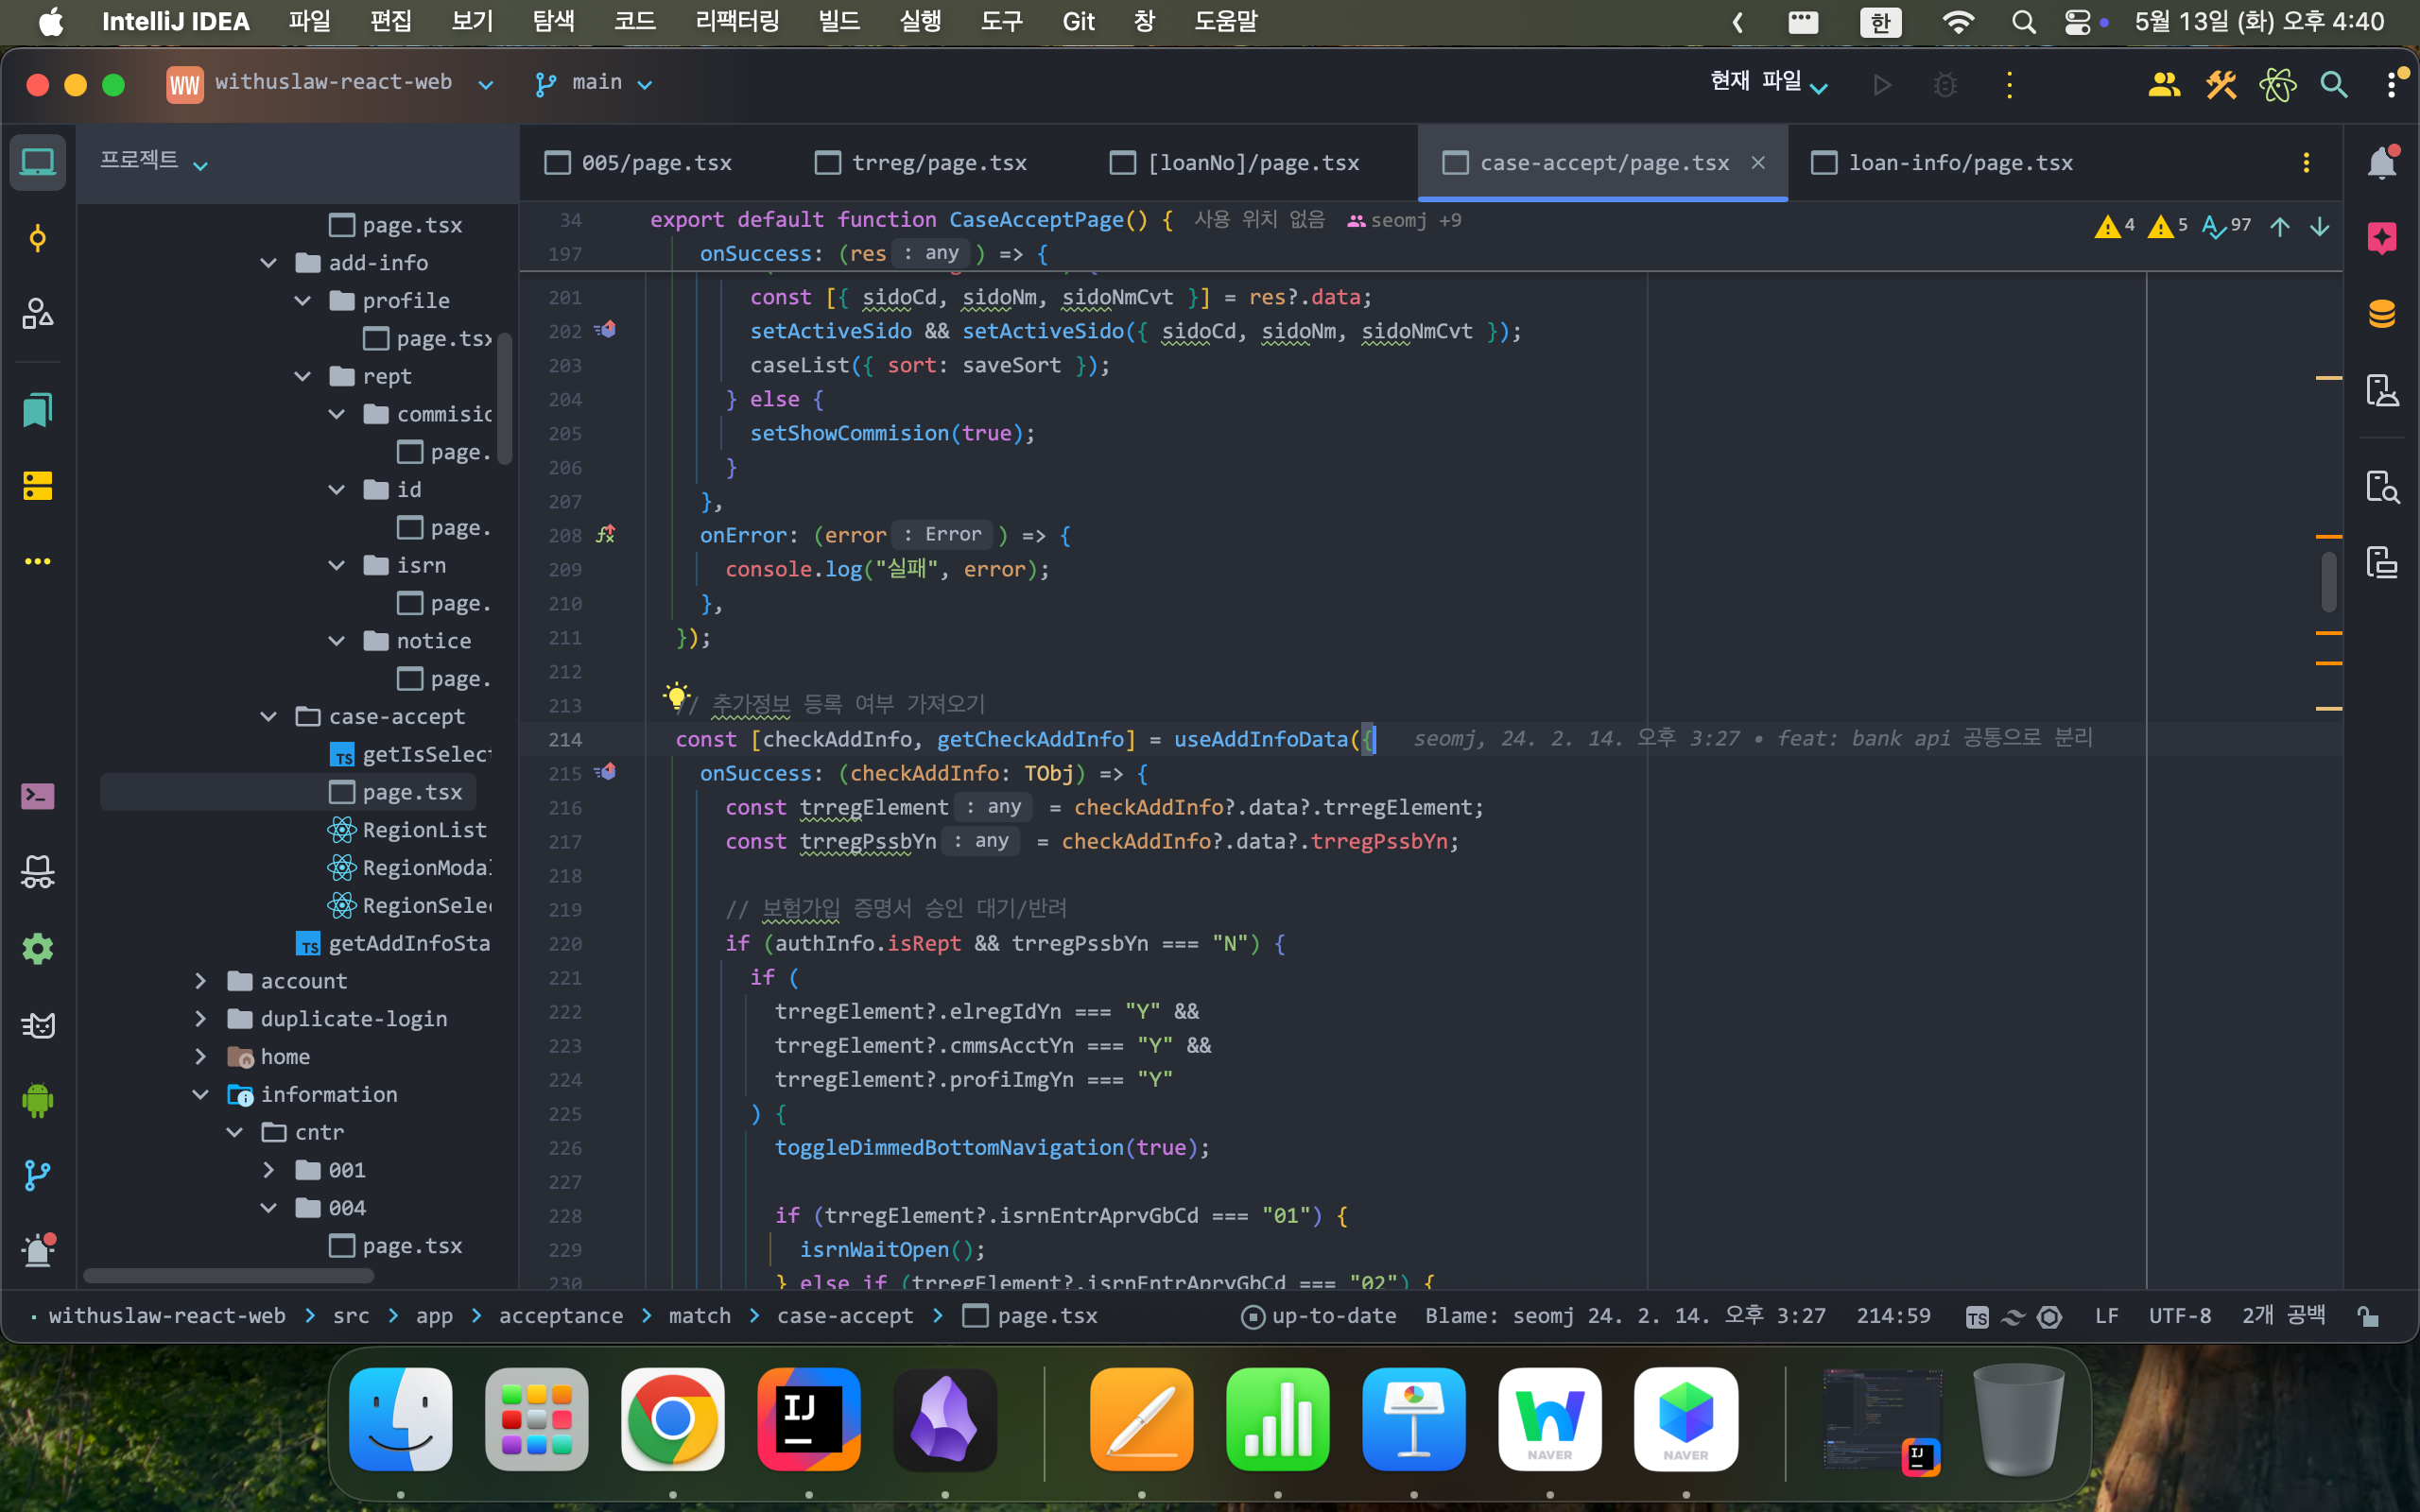 IntelliJ IDEA 파일 편집 보기 탐색 코드 리팩터링 빌드 실행 도구 Git 창 도움말 한 5월 13일 (화) 오후 4:40
WW withuslaw-react-web main 현재 파일
프로젝트
005/page.tsx trreg/page.tsx [loanNo]/page.tsx case-accept/page.tsx loan-info/page.tsx
page.tsx
add-info
profile
page.tsx
rept
commisio
page.
id
page.
isrn
page.
notice
page.
case-accept
TS getIsSelect
page.tsx
RegionList
RegionModal
RegionSelec
TS getAddInfoSta
account
duplicate-login
home
information
cntr
001
004
page.tsx
34 export default function CaseAcceptPage() { 사용 위치 없음 seomj +9
4 5 97
197 onSuccess: (res : any ) => {
201 const [{ sidoCd, sidoNm, sidoNmCvt }] = res?.data;
202 setActiveSido && setActiveSido({ sidoCd, sidoNm, sidoNmCvt });
203 caseList({ sort: saveSort });
204 } else {
205 setShowCommision(true);
206 }
207 },
208 onError: (error : Error ) => {
209 console.log("실패", error);
210 },
211 });
212
213 // 추가정보 등록 여부 가져오기
214 const [checkAddInfo, getCheckAddInfo] = useAddInfoData({ seomj, 24. 2. 14. 오후 3:27 • feat: bank api 공통으로 분리
215 onSuccess: (checkAddInfo: TObj) => {
216 const trregElement : any = checkAddInfo?.data?.trregElement;
217 const trregPssbYn : any = checkAddInfo?.data?.trregPssbYn;
218
219 // 보험가입 증명서 승인 대기/반려
220 if (authInfo.isRept && trregPssbYn === "N") {
221 if (
222 trregElement?.elregIdYn === "Y" &&
223 trregElement?.cmmsAcctYn === "Y" &&
224 trregElement?.profiImgYn === "Y"
225 ) {
226 toggleDimmedBottomNavigation(true);
227
228 if (trregElement?.isrnEntrAprvGbCd === "01") {
229 isrnWaitOpen();
230 } else if (trregElement?.isrnEntrAprvGbCd === "02") {
withuslaw-react-web src app acceptance match case-accept page.tsx up-to-date Blame: seomj 24. 2. 14. 오후 3:27 214:59 TS LF UTF-8 2개 공백
IJ NAVER NAVER IJ